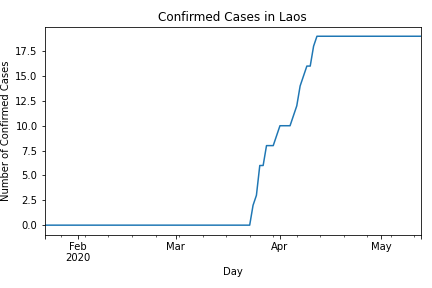 Confirmed Cases in Laos
Number of Confirmed Cases
17.5
15.0
12.5
10.0
7.5
5.0
2.5
0.0
Feb Mar Apr May
2020
Day